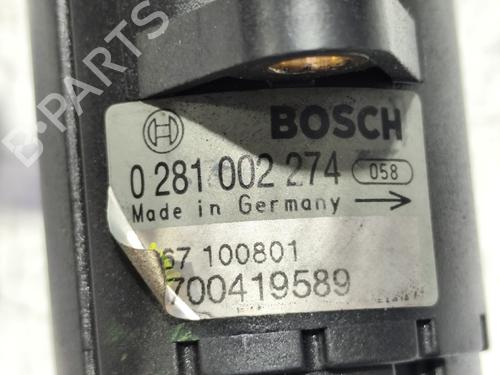 B-PARTS
BOSCH
0 281 002 274 058
Made in Germany
67 100801
700419589